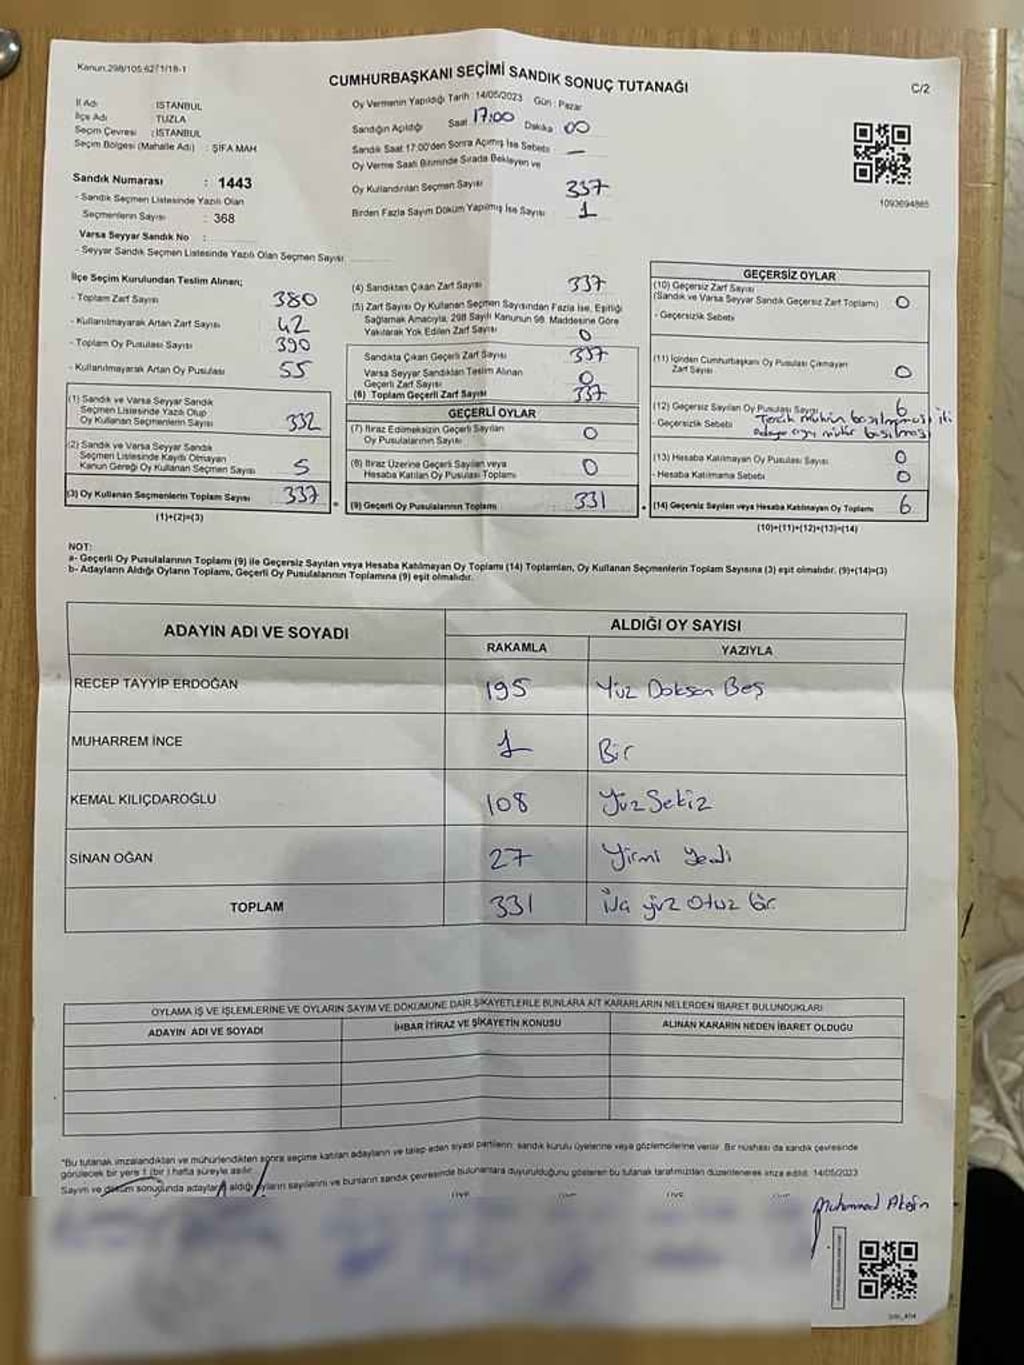 Kanun.298/105.62/1/18-1
CUMHURBAŞKANI SEÇİMİ SANDIK SONUÇ TUTANAĞI
C/2
İl Adı : İSTANBUL
İlçe Adı : TUZLA
Seçim Çevresi : İSTANBUL
Seçim Bölgesi (Mahalle Adı) : ŞİFA MAH
Sandık Numarası : 1443
- Sandık Seçmen Listesinde Yazılı Olan
Seçmenlerin Sayısı : 368
Varsa Seyyar Sandık No :
- Seyyar Sandık Seçmen Listesinde Yazılı Olan Seçmen Sayısı
Oy Vermenin Yapıldığı Tarih : 14/05/2023 Gün : Pazar
Sandığın Açıldığı Saat 17:00 Dakika : 00
Sandık Saat 17:00'den Sonra Açılmış İse Sebebi : —
Oy Verme Saati Bitiminde Sırada Bekleyen ve
Oy Kullandırılan Seçmen Sayısı 337
Birden Fazla Sayım Döküm Yapılmış İse Sayısı 1
1093694885
İlçe Seçim Kurulundan Teslim Alınan;
- Toplam Zarf Sayısı 380
- Kullanılmayarak Artan Zarf Sayısı 42
- Toplam Oy Pusulası Sayısı 390
- Kullanılmayarak Artan Oy Pusulası 55
(1) Sandık ve Varsa Seyyar Sandık
Seçmen Listesinde Yazılı Olup
Oy Kullanan Seçmenlerin Sayısı 332
(2) Sandık ve Varsa Seyyar Sandık
Seçmen Listesinde Kayıtlı Olmayan
Kanun Gereği Oy Kullanan Seçmen Sayısı 5
(3) Oy Kullanan Seçmenlerin Toplam Sayısı 337
(1)+(2)=(3)
(4) Sandıktan Çıkan Zarf Sayısı 337
(5) Zarf Sayısı Oy Kullanan Seçmen Sayısından Fazla İse, Eşitliği
Sağlamak Amacıyla, 298 Sayılı Kanunun 98. Maddesine Göre
Yakılarak Yok Edilen Zarf Sayısı 0
Sandıkta Çıkan Geçerli Zarf Sayısı 337
Varsa Seyyar Sandıktan Teslim Alınan
Geçerli Zarf Sayısı 0
(6) Toplam Geçerli Zarf Sayısı 337
GEÇERLİ OYLAR
(7) İtiraz Edilmeksizin Geçerli Sayılan
Oy Pusulalarının Sayısı 0
(8) İtiraz Üzerine Geçerli Sayılan veya
Hesaba Katılan Oy Pusulası Toplamı 0
= (9) Geçerli Oy Pusulalarının Toplamı 331
GEÇERSİZ OYLAR
(10) Geçersiz Zarf Sayısı
(Sandık ve Varsa Seyyar Sandık Geçersiz Zarf Toplamı) 0
- Geçersizlik Sebebi
(11) İçinden Cumhurbaşkanı Oy Pusulası Çıkmayan
Zarf Sayısı 0
(12) Geçersiz Sayılan Oy Pusulası Sayısı 6
- Geçersizlik Sebebi Tercih mührün basılmamış iki
adaya aynı mühür basılması
(13) Hesaba Katılmayan Oy Pusulası Sayısı 0
- Hesaba Katılmama Sebebi 0
+ (14) Geçersiz Sayılan veya Hesaba Katılmayan Oy Toplamı 6
(10)+(11)+(12)+(13)=(14)
NOT:
a- Geçerli Oy Pusulalarının Toplamı (9) ile Geçersiz Sayılan veya Hesaba Katılmayan Oy Toplamı (14) Toplamları, Oy Kullanan Seçmenlerin Toplam Sayısına (3) eşit olmalıdır. (9)+(14)=(3)
b- Adayların Aldığı Oyların Toplamı, Geçerli Oy Pusulalarının Toplamına (9) eşit olmalıdır.
ADAYIN ADI VE SOYADI ALDIĞI OY SAYISI
RAKAMLA YAZIYLA
RECEP TAYYİP ERDOĞAN 195 Yüz Doksan Beş
MUHARREM İNCE 1 Bir
KEMAL KILIÇDAROĞLU 108 Yüz Sekiz
SİNAN OĞAN 27 Yirmi Yedi
TOPLAM 331 Üç yüz Otuz bir
OYLAMA İŞ VE İŞLEMLERİNE VE OYLARIN SAYIM VE DÖKÜMÜNE DAİR ŞİKAYETLERLE BUNLARA AİT KARARLARIN NELERDEN İBARET BULUNDUKLARI
ADAYIN ADI VE SOYADI İHBAR İTİRAZ VE ŞİKAYETİN KONUSU ALINAN KARARIN NEDEN İBARET OLDUĞU
*Bu tutanak imzalandıktan ve mühürlendikten sonra seçime katılan adayların ve talep eden siyasi partilerin sandık kurulu üyelerine veya gözlemcilerine verilir. Bir nüshası da sandık çevresinde
görülecek bir yere 1 (bir) hafta süreyle asılır.
Sayım ve döküm sonucunda adayların aldığı oyların sayılarını ve bunların sandık çevresinde bulunanlara duyurulduğunu gösteren bu tutanak tarafımızdan düzenlenerek imza edildi. 14/05/2023
Muhammed Akgün